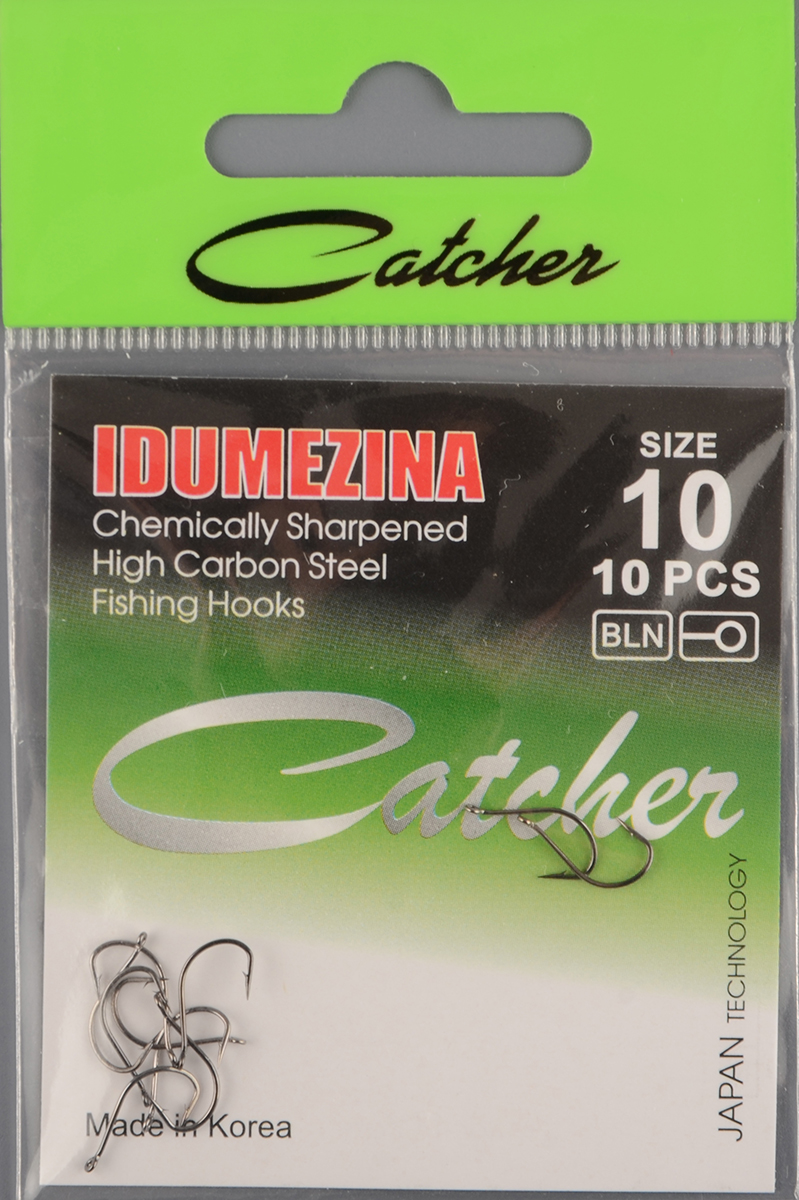 Catcher
IDUMEZINA
Chemically Sharpened
High Carbon Steel
Fishing Hooks
SIZE
10
10 PCS
BLN
Catcher
JAPAN TECHNOLOGY
Made in Korea